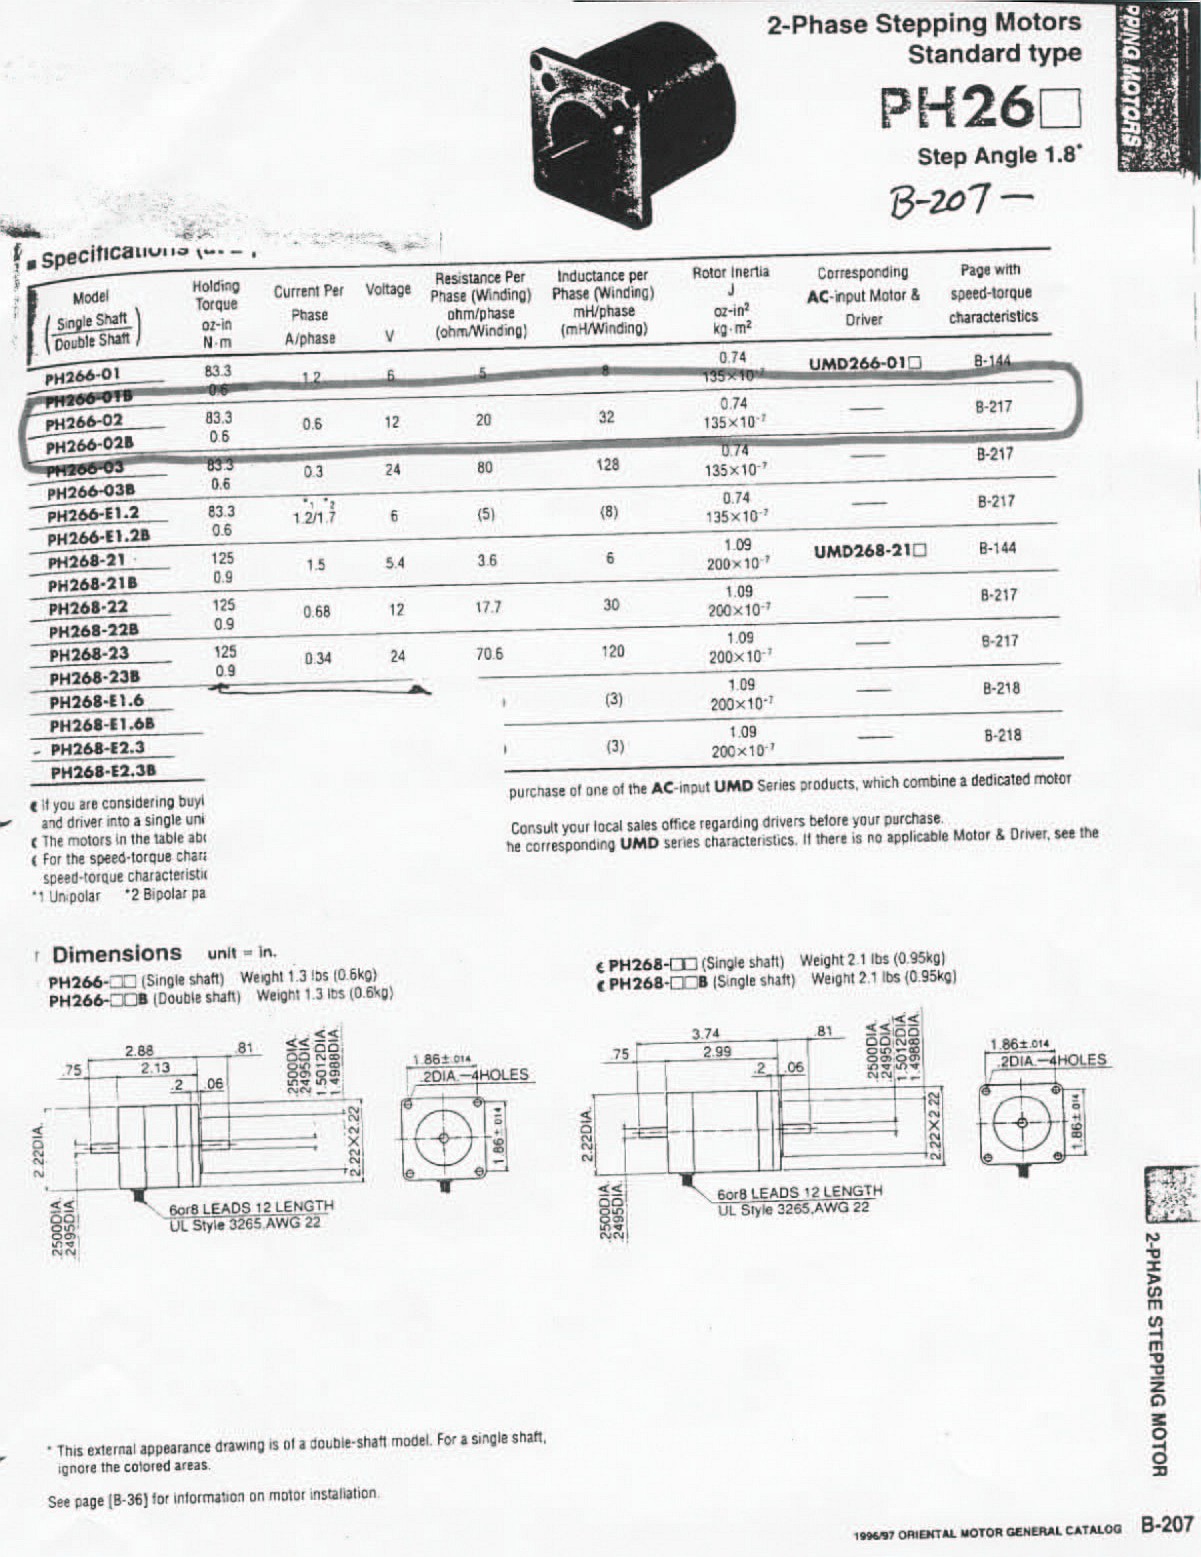 2-Phase Stepping Motors
Standard type
PH26□
Step Angle 1.8°
B-207 —
PPING MOTORS
■ Specifications
Model (Single Shaft / Double Shaft) Holding Torque oz-in N·m Current Per Phase A/phase Voltage V Resistance Per Phase (Winding) ohm/phase (ohm/Winding) Inductance per Phase (Winding) mH/phase (mH/Winding) Rotor Inertia J oz-in² kg·m² Corresponding AC-input Motor & Driver Page with speed-torque characteristics
PH266-01 83.3 1.2 6 5 8 0.74 UMD266-01□ B-144
PH266-01B 0.6 135×10⁻⁷
PH266-02 83.3 0.6 12 20 32 0.74 — B-217
PH266-02B 0.6 135×10⁻⁷
PH266-03 83.3 0.3 24 80 128 0.74 — B-217
PH266-03B 0.6 135×10⁻⁷
PH266-E1.2 83.3 *1 *2 1.2/1.7 6 (5) (8) 0.74 — B-217
PH266-E1.2B 0.6 135×10⁻⁷
PH268-21 125 1.5 5.4 3.6 6 1.09 UMD268-21□ B-144
PH268-21B 0.9 200×10⁻⁷
PH268-22 125 0.68 12 17.7 30 1.09 — B-217
PH268-22B 0.9 200×10⁻⁷
PH268-23 125 0.34 24 70.6 120 1.09 — B-217
PH268-23B 0.9 200×10⁻⁷
PH268-E1.6 (3) 1.09 — B-218
PH268-E1.6B 200×10⁻⁷
PH268-E2.3 (3) 1.09 — B-218
PH268-E2.3B 200×10⁻⁷
If you are considering buyi purchase of one of the AC-input UMD Series products, which combine a dedicated motor
and driver into a single uni
The motors in the table abc Consult your local sales office regarding drivers before your purchase.
For the speed-torque chara he corresponding UMD series characteristics. If there is no applicable Motor & Driver, see the
speed-torque characteristic
*1 Unipolar *2 Bipolar pa
Dimensions unit = in.
PH266-□□ (Single shaft) Weight 1.3 lbs (0.6kg)
PH266-□□B (Double shaft) Weight 1.3 lbs (0.6kg)
PH268-□□ (Single shaft) Weight 2.1 lbs (0.95kg)
PH268-□□B (Single shaft) Weight 2.1 lbs (0.95kg)
2.88
.81
.75
2.13
.2
.06
.2500DIA.
.2495DIA.
1.5012DIA.
1.4988DIA.
2.22DIA.
2.22×2.22
.2500DIA.
.2495DIA.
6or8 LEADS 12 LENGTH
UL Style 3265,AWG 22
1.86±.014
.2DIA.—4HOLES
1.86±.014
3.74
.81
.75
2.99
.2
.06
.2500DIA.
.2495DIA.
1.5012DIA.
1.4988DIA.
2.22DIA.
2.22×2.22
.2500DIA.
.2495DIA.
6or8 LEADS 12 LENGTH
UL Style 3265,AWG 22
1.86±.014
.2DIA.—4HOLES
1.86±.014
2-PHASE STEPPING MOTOR
* This external appearance drawing is of a double-shaft model. For a single shaft,
ignore the colored areas.
See page [B-36] for information on motor installation.
1996/97 ORIENTAL MOTOR GENERAL CATALOG B-207